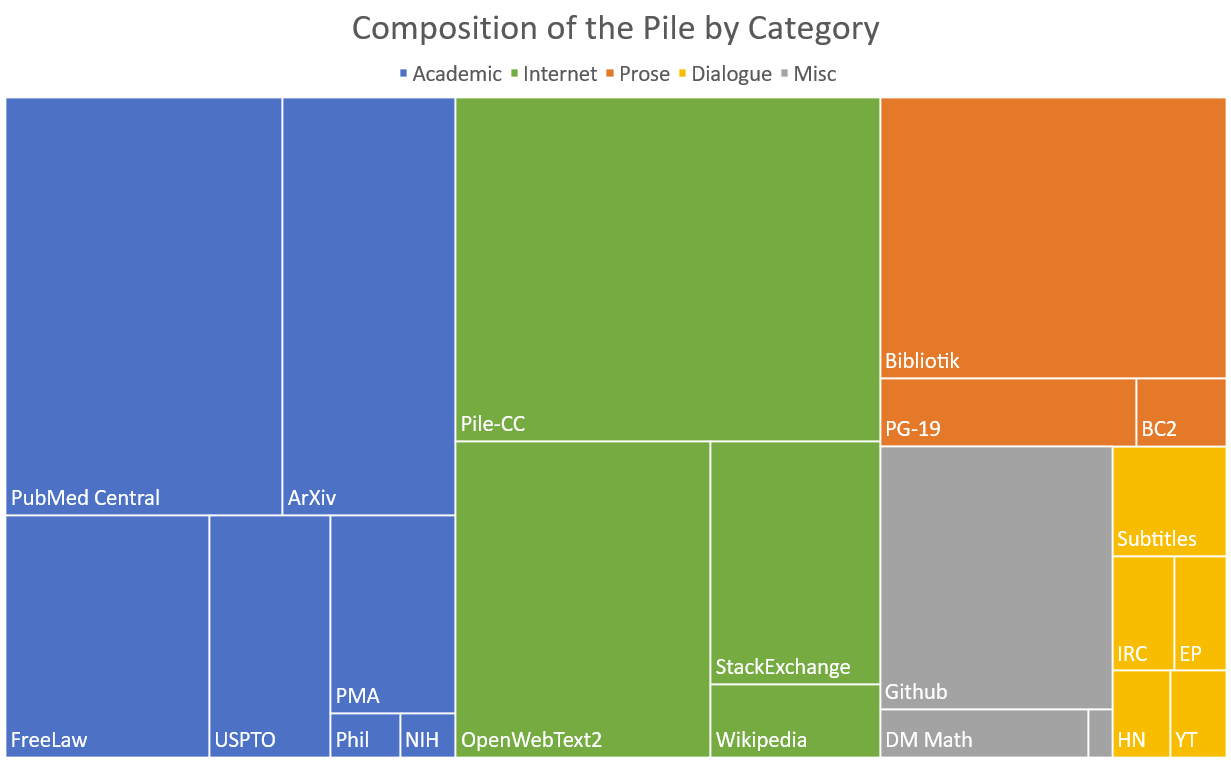 Composition of the Pile by Category
Academic Internet Prose Dialogue Misc
PubMed Central
ArXiv
FreeLaw
USPTO
PMA
Phil
NIH
Pile-CC
OpenWebText2
StackExchange
Wikipedia
Bibliotik
PG-19
BC2
Github
DM Math
Subtitles
IRC
EP
HN
YT